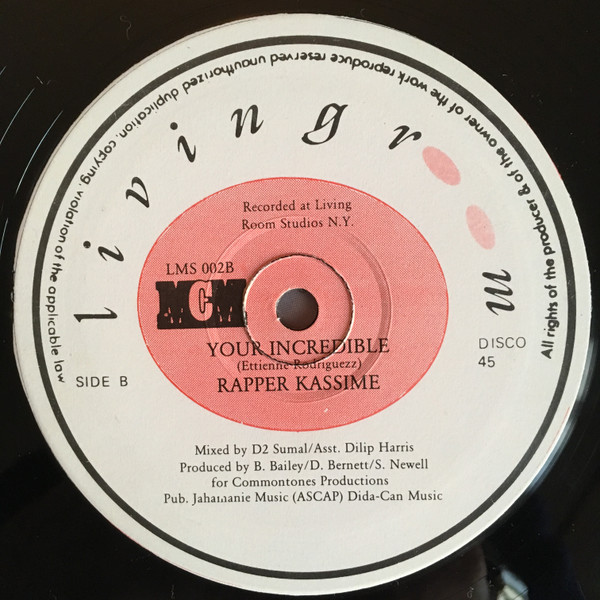 All rights of the producer & of the owner of the work reproduce reserved unauthorized duplication. copying. violation of the applicable law
livingr m
Recorded at Living
Room Studios N.Y.
LMS 002B
MCM
YOUR INCREDIBLE
(Ettienne Rodriguezz)
RAPPER KASSIME
SIDE B
DISCO
45
Mixed by D2 Sumal/Asst. Dilip Harris
Produced by B. Bailey/D. Bernett/S. Newell
for Commontones Productions
Pub. Jahamanie Music (ASCAP) Dida-Can Music